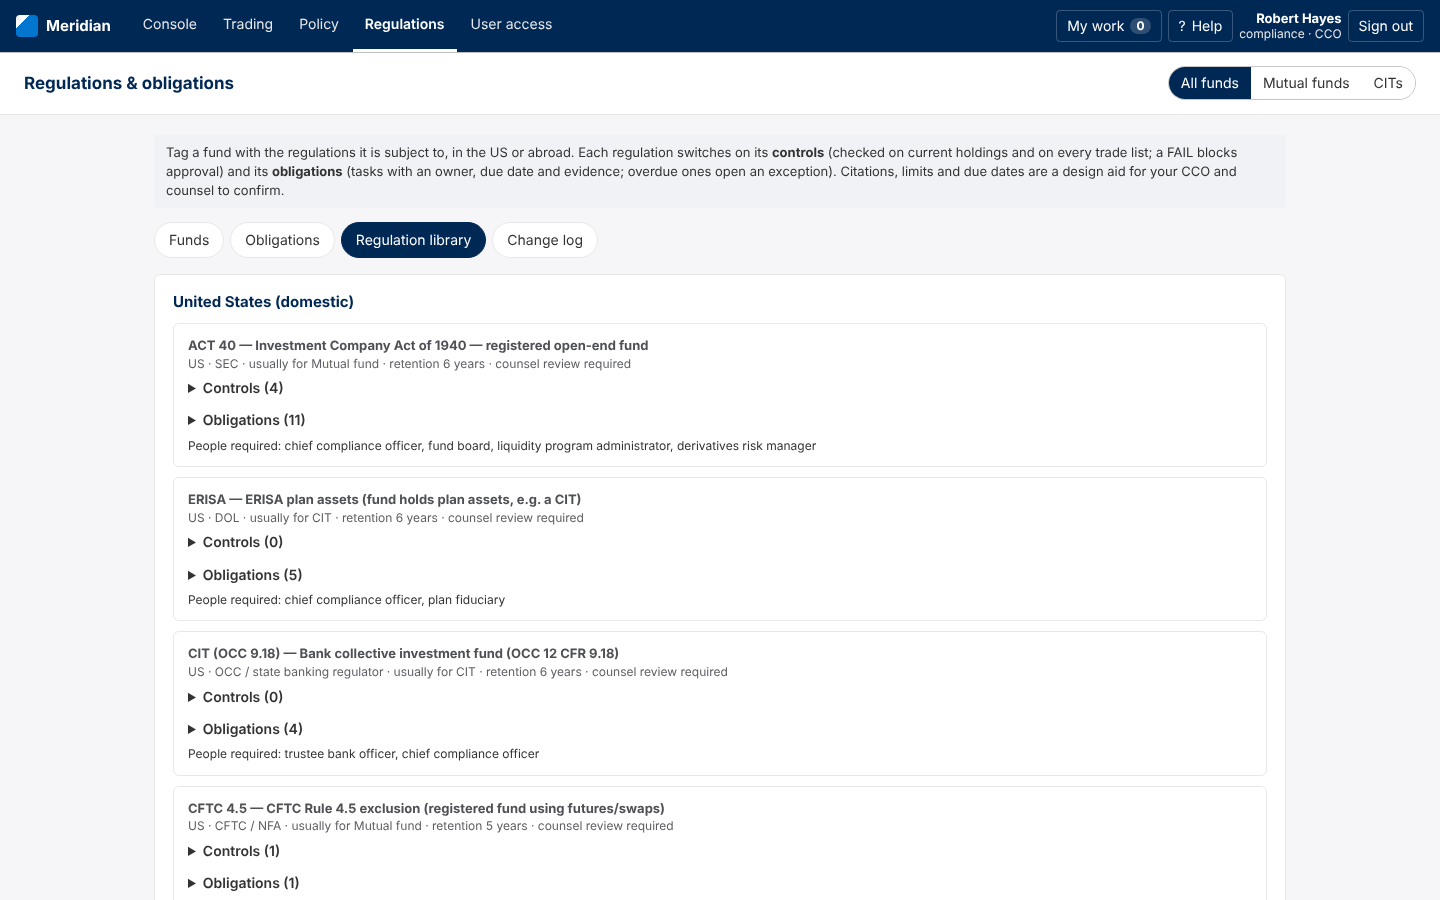 Meridian
Console
Trading
Policy
Regulations
User access
My work 0
? Help
Robert Hayes
compliance · CCO
Sign out
Regulations & obligations
All funds
Mutual funds
CITs
Tag a fund with the regulations it is subject to, in the US or abroad. Each regulation switches on its controls (checked on current holdings and on every trade list; a FAIL blocks
approval) and its obligations (tasks with an owner, due date and evidence; overdue ones open an exception). Citations, limits and due dates are a design aid for your CCO and
counsel to confirm.
Funds
Obligations
Regulation library
Change log
United States (domestic)
ACT 40 — Investment Company Act of 1940 — registered open-end fund
US · SEC · usually for Mutual fund · retention 6 years · counsel review required
Controls (4)
Obligations (11)
People required: chief compliance officer, fund board, liquidity program administrator, derivatives risk manager
ERISA — ERISA plan assets (fund holds plan assets, e.g. a CIT)
US · DOL · usually for CIT · retention 6 years · counsel review required
Controls (0)
Obligations (5)
People required: chief compliance officer, plan fiduciary
CIT (OCC 9.18) — Bank collective investment fund (OCC 12 CFR 9.18)
US · OCC / state banking regulator · usually for CIT · retention 6 years · counsel review required
Controls (0)
Obligations (4)
People required: trustee bank officer, chief compliance officer
CFTC 4.5 — CFTC Rule 4.5 exclusion (registered fund using futures/swaps)
US · CFTC / NFA · usually for Mutual fund · retention 5 years · counsel review required
Controls (1)
Obligations (1)